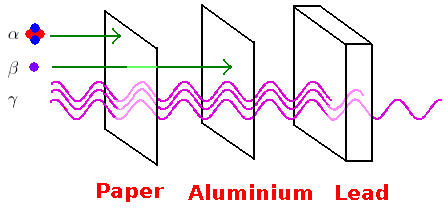 α
β
γ
Paper Aluminium Lead